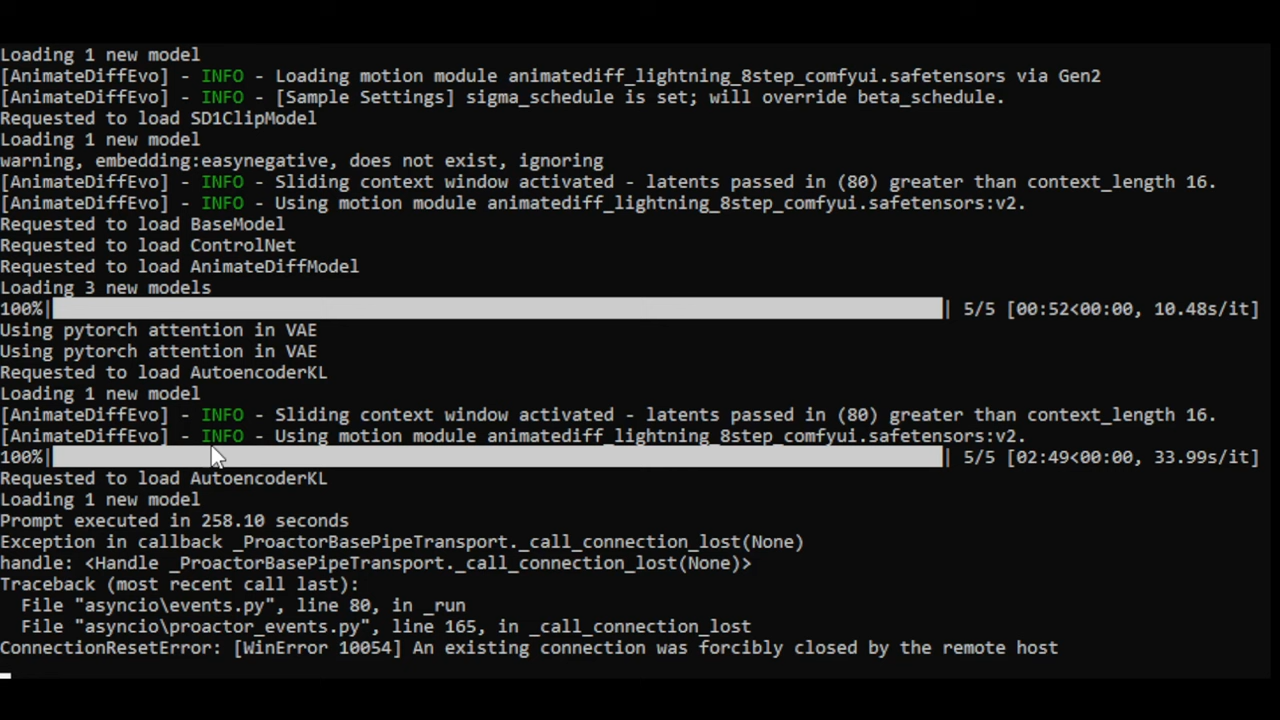 Loading 1 new model
[AnimateDiffEvo] - INFO - Loading motion module animatediff_lightning_8step_comfyui.safetensors via Gen2
[AnimateDiffEvo] - INFO - [Sample Settings] sigma_schedule is set; will override beta_schedule.
Requested to load SD1ClipModel
Loading 1 new model
warning, embedding:easynegative, does not exist, ignoring
[AnimateDiffEvo] - INFO - Sliding context window activated - latents passed in (80) greater than context_length 16.
[AnimateDiffEvo] - INFO - Using motion module animatediff_lightning_8step_comfyui.safetensors:v2.
Requested to load BaseModel
Requested to load ControlNet
Requested to load AnimateDiffModel
Loading 3 new models
100%| | 5/5 [00:52<00:00, 10.48s/it]
Using pytorch attention in VAE
Using pytorch attention in VAE
Requested to load AutoencoderKL
Loading 1 new model
[AnimateDiffEvo] - INFO - Sliding context window activated - latents passed in (80) greater than context_length 16.
[AnimateDiffEvo] - INFO - Using motion module animatediff_lightning_8step_comfyui.safetensors:v2.
100%| | 5/5 [02:49<00:00, 33.99s/it]
Requested to load AutoencoderKL
Loading 1 new model
Prompt executed in 258.10 seconds
Exception in callback _ProactorBasePipeTransport._call_connection_lost(None)
handle: <Handle _ProactorBasePipeTransport._call_connection_lost(None)>
Traceback (most recent call last):
  File "asyncio\events.py", line 80, in _run
  File "asyncio\proactor_events.py", line 165, in _call_connection_lost
ConnectionResetError: [WinError 10054] An existing connection was forcibly closed by the remote host